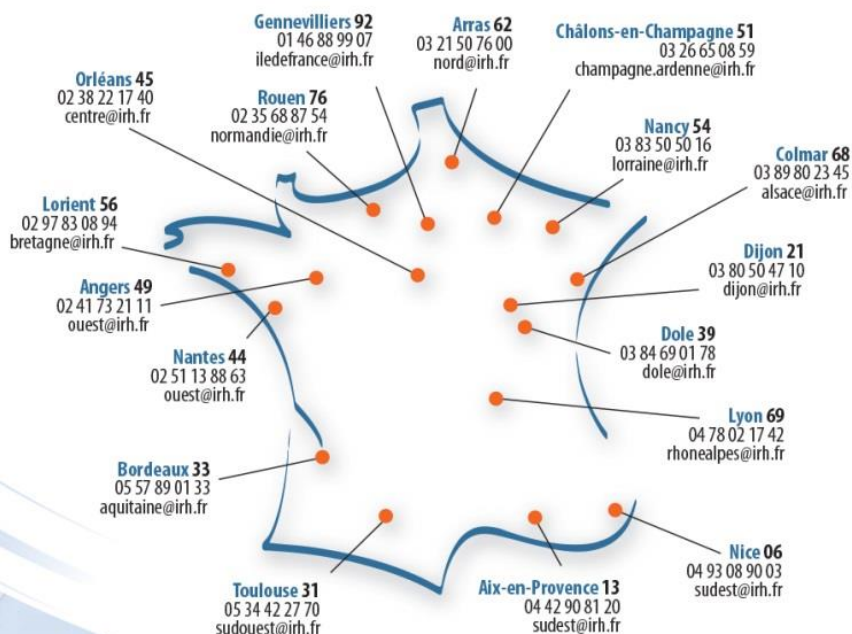 Gennevilliers 92
01 46 88 99 07
iledefrance@irh.fr
Arras 62
03 21 50 76 00
nord@irh.fr
Châlons-en-Champagne 51
03 26 65 08 59
champagne.ardenne@irh.fr
Orléans 45
02 38 22 17 40
centre@irh.fr
Rouen 76
02 35 68 87 54
normandie@irh.fr
Nancy 54
03 83 50 50 16
lorraine@irh.fr
Colmar 68
03 89 80 23 45
alsace@irh.fr
Lorient 56
02 97 83 08 94
bretagne@irh.fr
Dijon 21
03 80 50 47 10
dijon@irh.fr
Angers 49
02 41 73 21 11
ouest@irh.fr
Dole 39
03 84 69 01 78
dole@irh.fr
Nantes 44
02 51 13 88 63
ouest@irh.fr
Lyon 69
04 78 02 17 42
rhonealpes@irh.fr
Bordeaux 33
05 57 89 01 33
aquitaine@irh.fr
Nice 06
04 93 08 90 03
sudest@irh.fr
Toulouse 31
05 34 42 27 70
sudouest@irh.fr
Aix-en-Provence 13
04 42 90 81 20
sudest@irh.fr